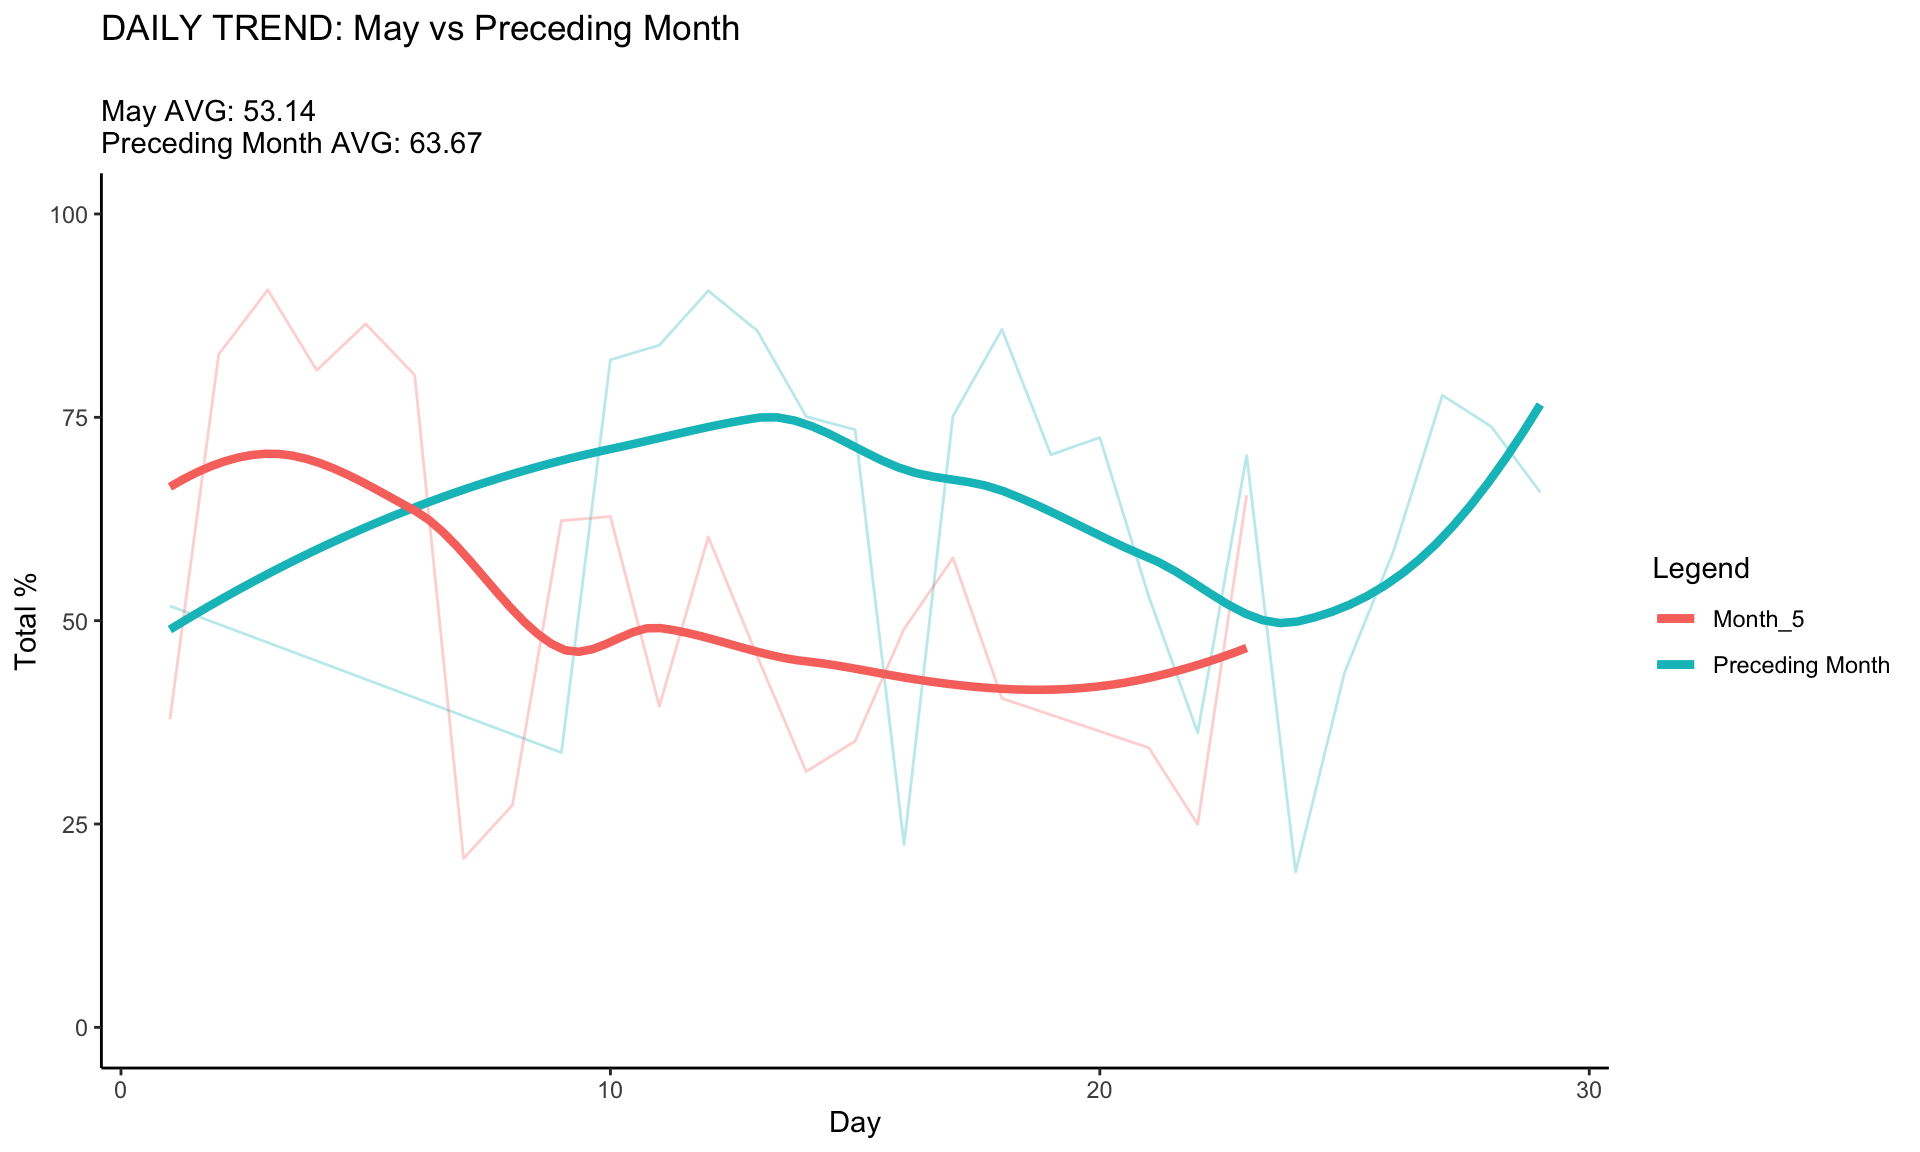 DAILY TREND: May vs Preceding Month
May AVG: 53.14
Preceding Month AVG: 63.67
Total %
100
75
50
25
0
0
10
20
30
Day
Legend
Month_5
Preceding Month